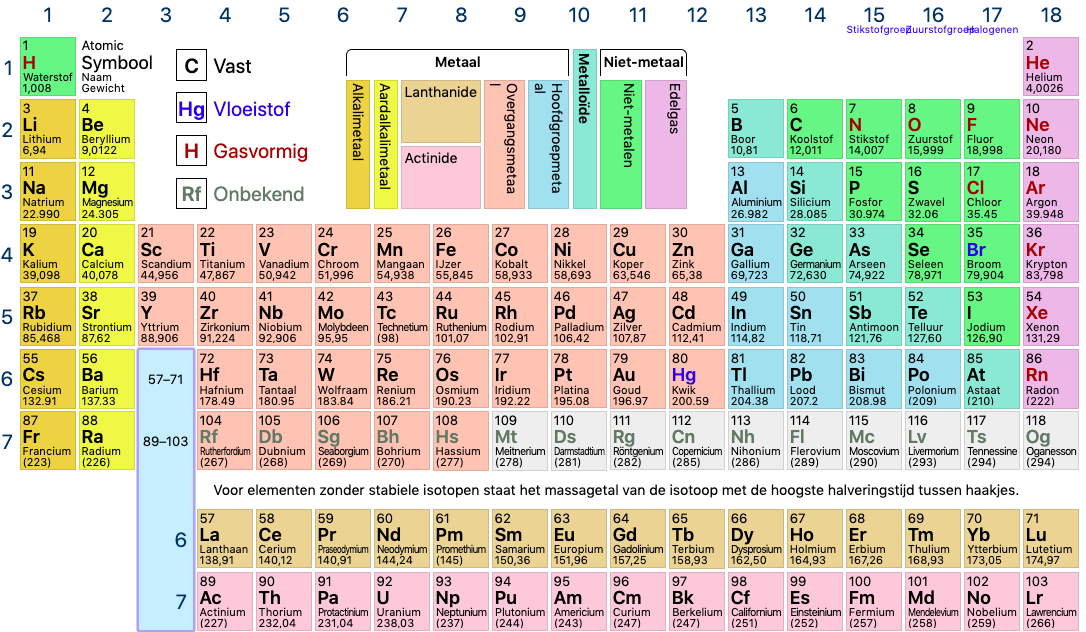 1 2 3 4 5 6 7 8 9 10 11 12 13 14 15 16 17 18
Stikstofgroep Zuurstofgroep Halogenen
1
1
H
Waterstof
1,008
Atomic
Symbool
Naam
Gewicht
C Vast
Hg Vloeistof
H Gasvormig
Rf Onbekend
Metaal
Metalloïde
Niet-metaal
Alkalimetaal
Aardalkalimetaal
Lanthanide
Actinide
Overgangsmetaa
l
Hoofdgroepmeta
al
Niet-metalen
Edelgas
2
He
Helium
4,0026
2
3 4 5 6 7 8 9 10
Li Be B C N O F Ne
Lithium Beryllium Boor Koolstof Stikstof Zuurstof Fluor Neon
6,94 9,0122 10,81 12,011 14,007 15,999 18,998 20,180
3
11 12 13 14 15 16 17 18
Na Mg Al Si P S Cl Ar
Natrium Magnesium Aluminium Silicium Fosfor Zwavel Chloor Argon
22.990 24.305 26.982 28.085 30.974 32.06 35.45 39.948
4
19 20 21 22 23 24 25 26 27 28 29 30 31 32 33 34 35 36
K Ca Sc Ti V Cr Mn Fe Co Ni Cu Zn Ga Ge As Se Br Kr
Kalium Calcium Scandium Titanium Vanadium Chroom Mangaan IJzer Kobalt Nikkel Koper Zink Gallium Germanium Arseen Seleen Broom Krypton
39,098 40,078 44,956 47,867 50,942 51,996 54,938 55,845 58,933 58,693 63,546 65,38 69,723 72,630 74,922 78,971 79,904 83,798
5
37 38 39 40 41 42 43 44 45 46 47 48 49 50 51 52 53 54
Rb Sr Y Zr Nb Mo Tc Ru Rh Pd Ag Cd In Sn Sb Te I Xe
Rubidium Strontium Yttrium Zirkonium Niobium Molybdeen Technetium Ruthenium Rodium Palladium Zilver Cadmium Indium Tin Antimoon Telluur Jodium Xenon
85,468 87,62 88,906 91,224 92,906 95,95 (98) 101,07 102,91 106,42 107,87 112,41 114,82 118,71 121,76 127,60 126,90 131,29
6
55 56 57–71 72 73 74 75 76 77 78 79 80 81 82 83 84 85 86
Cs Ba Hf Ta W Re Os Ir Pt Au Hg Tl Pb Bi Po At Rn
Cesium Barium Hafnium Tantaal Wolfraam Renium Osmium Iridium Platina Goud Kwik Thallium Lood Bismut Polonium Astaat Radon
132.91 137.33 178.49 180.95 183.84 186.21 190.23 192.22 195.08 196.97 200.59 204.38 207.2 208.98 (209) (210) (222)
7
87 88 89–103 104 105 106 107 108 109 110 111 112 113 114 115 116 117 118
Fr Ra Rf Db Sg Bh Hs Mt Ds Rg Cn Nh Fl Mc Lv Ts Og
Francium Radium Rutherfordium Dubnium Seaborgium Bohrium Hassium Meitnerium Darmstadtium Röntgenium Copernicium Nihonium Flerovium Moscovium Livermorium Tennessine Oganesson
(223) (226) (267) (268) (269) (270) (277) (278) (281) (282) (285) (286) (289) (290) (293) (294) (294)
Voor elementen zonder stabiele isotopen staat het massagetal van de isotoop met de hoogste halveringstijd tussen haakjes.
6
57 58 59 60 61 62 63 64 65 66 67 68 69 70 71
La Ce Pr Nd Pm Sm Eu Gd Tb Dy Ho Er Tm Yb Lu
Lanthaan Cerium Praseodymium Neodymium Promethium Samarium Europium Gadolinium Terbium Dysprosium Holmium Erbium Thulium Ytterbium Lutetium
138,91 140,12 140,91 144,24 (145) 150,36 151,96 157,25 158,93 162,50 164,93 167,26 168,93 173,05 174,97
7
89 90 91 92 93 94 95 96 97 98 99 100 101 102 103
Ac Th Pa U Np Pu Am Cm Bk Cf Es Fm Md No Lr
Actinium Thorium Protactinium Uranium Neptunium Plutonium Americium Curium Berkelium Californium Einsteinium Fermium Mendelevium Nobelium Lawrencium
(227) 232,04 231,04 238,03 (237) (244) (243) (247) (247) (251) (252) (257) (258) (259) (266)